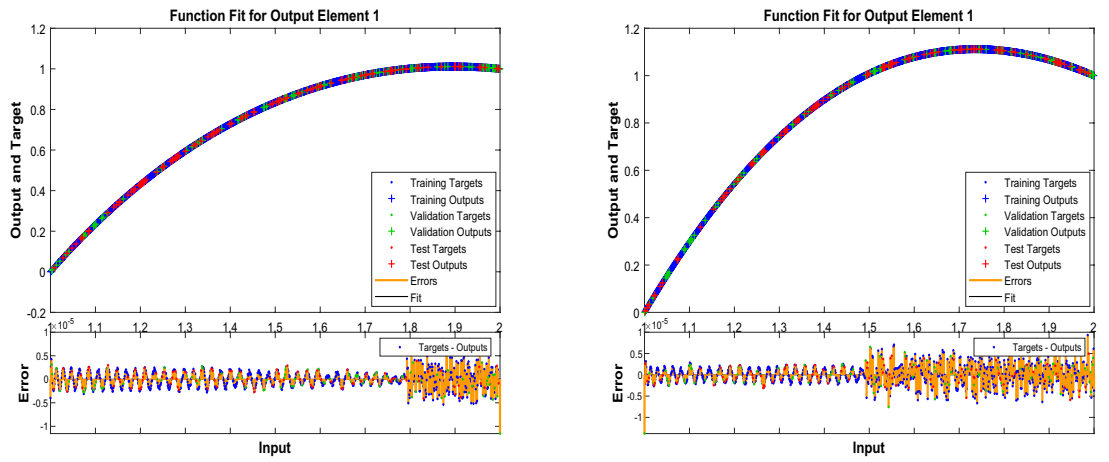 Function Fit for Output Element 1
1.2
1
0.8
0.6
0.4
0.2
0
-0.2
Output and Target
Training Targets
Training Outputs
Validation Targets
Validation Outputs
Test Targets
Test Outputs
Errors
Fit
1 1.1 1.2 1.3 1.4 1.5 1.6 1.7 1.8 1.9 2
×10-5
1
0.5
0
-0.5
-1
Error
Targets - Outputs
Input
Function Fit for Output Element 1
1.2
1
0.8
0.6
0.4
0.2
0
Output and Target
Training Targets
Training Outputs
Validation Targets
Validation Outputs
Test Targets
Test Outputs
Errors
Fit
1 1.1 1.2 1.3 1.4 1.5 1.6 1.7 1.8 1.9 2
×10-5
1
0.5
0
-0.5
-1
Error
Targets - Outputs
Input